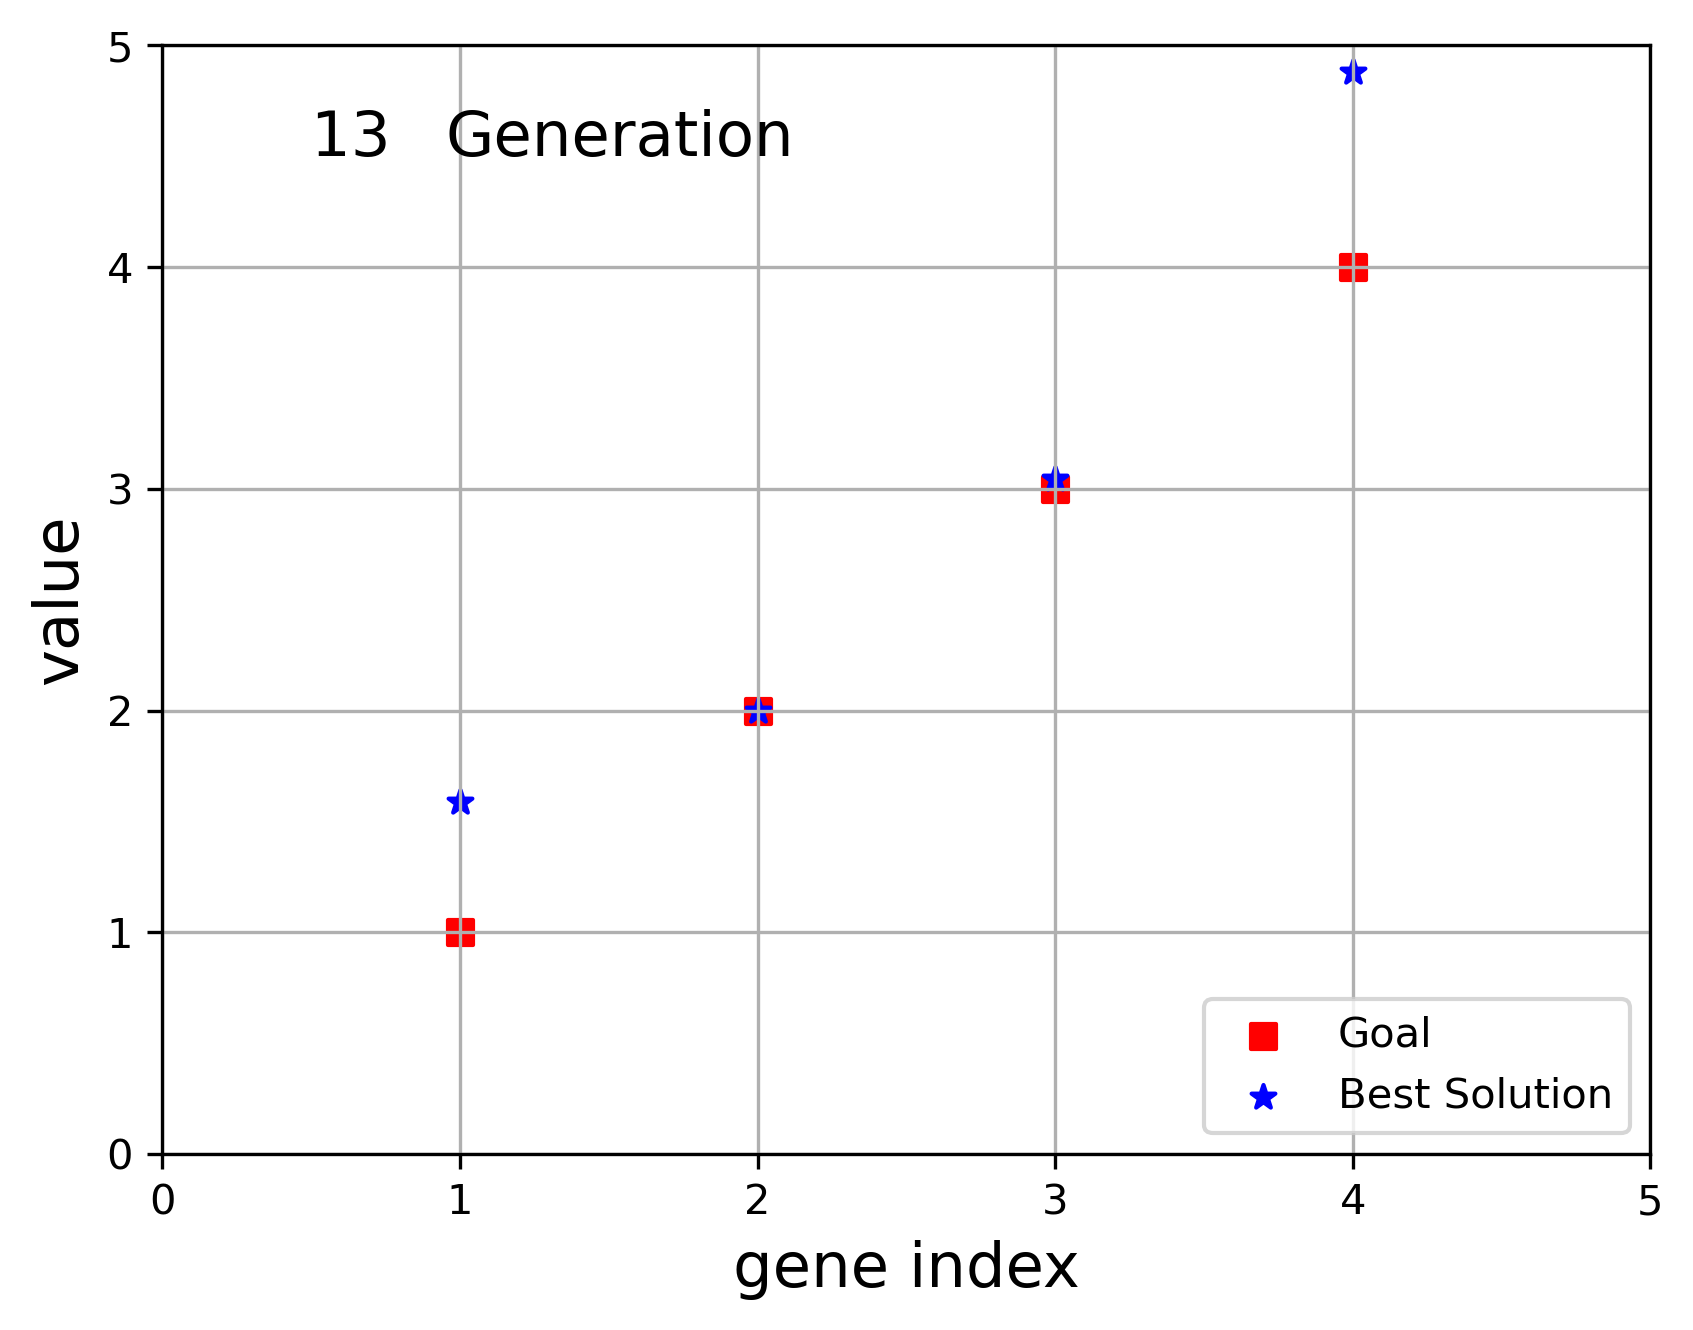 13 Generation
5
4
3
2
1
0
value
0 1 2 3 4 5
gene index
Goal
Best Solution